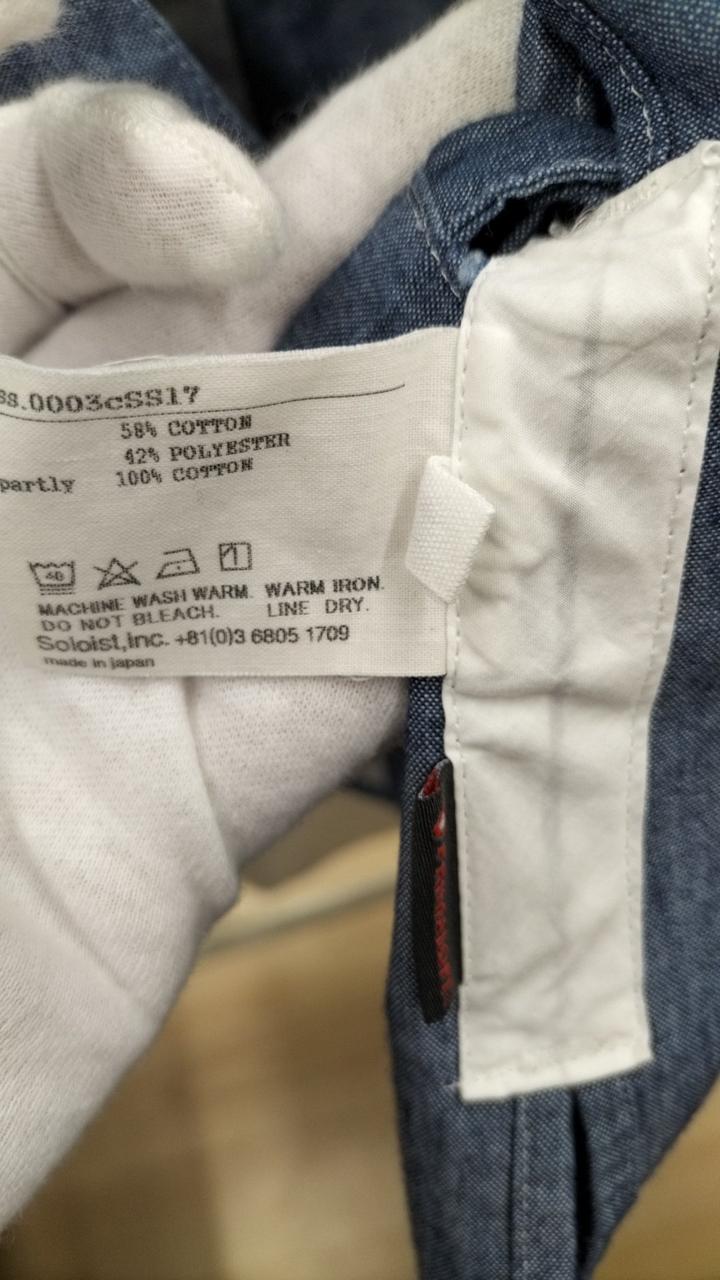 ss.0003cSS17
58% COTTON
42% POLYESTER
partly 100% COTTON
40
MACHINE WASH WARM. WARM IRON.
DO NOT BLEACH. LINE DRY.
Soloist,Inc. +81(0)3 6805 1709
made in japan